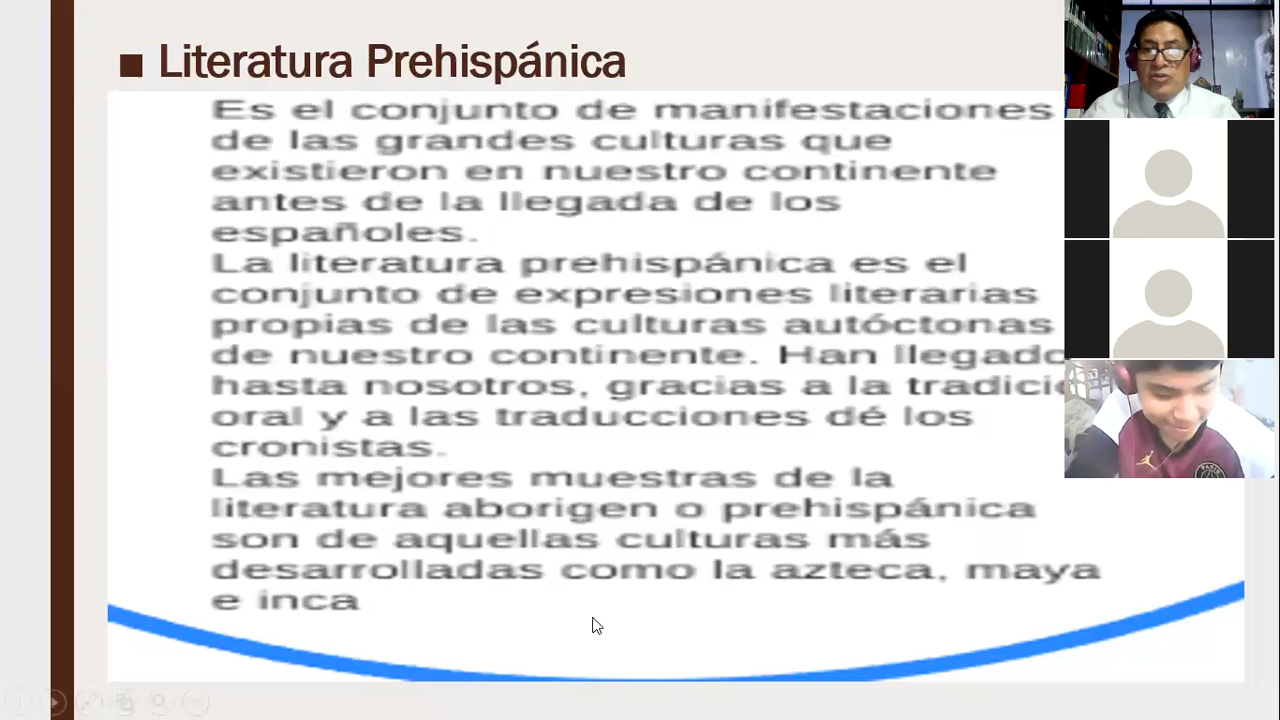 Literatura Prehispánica
Es el conjunto de manifestaciones
de las grandes culturas que
existieron en nuestro continente
antes de la llegada de los
españoles.
La literatura prehispánica es el
conjunto de expresiones literarias
propias de las culturas autóctonas
de nuestro continente. Han llegado
hasta nosotros, gracias a la tradició
oral y a las traducciones dé los
cronistas.
Las mejores muestras de la
literatura aborigen o prehispánica
son de aquellas culturas más
desarrolladas como la azteca, maya
e inca
PARIS